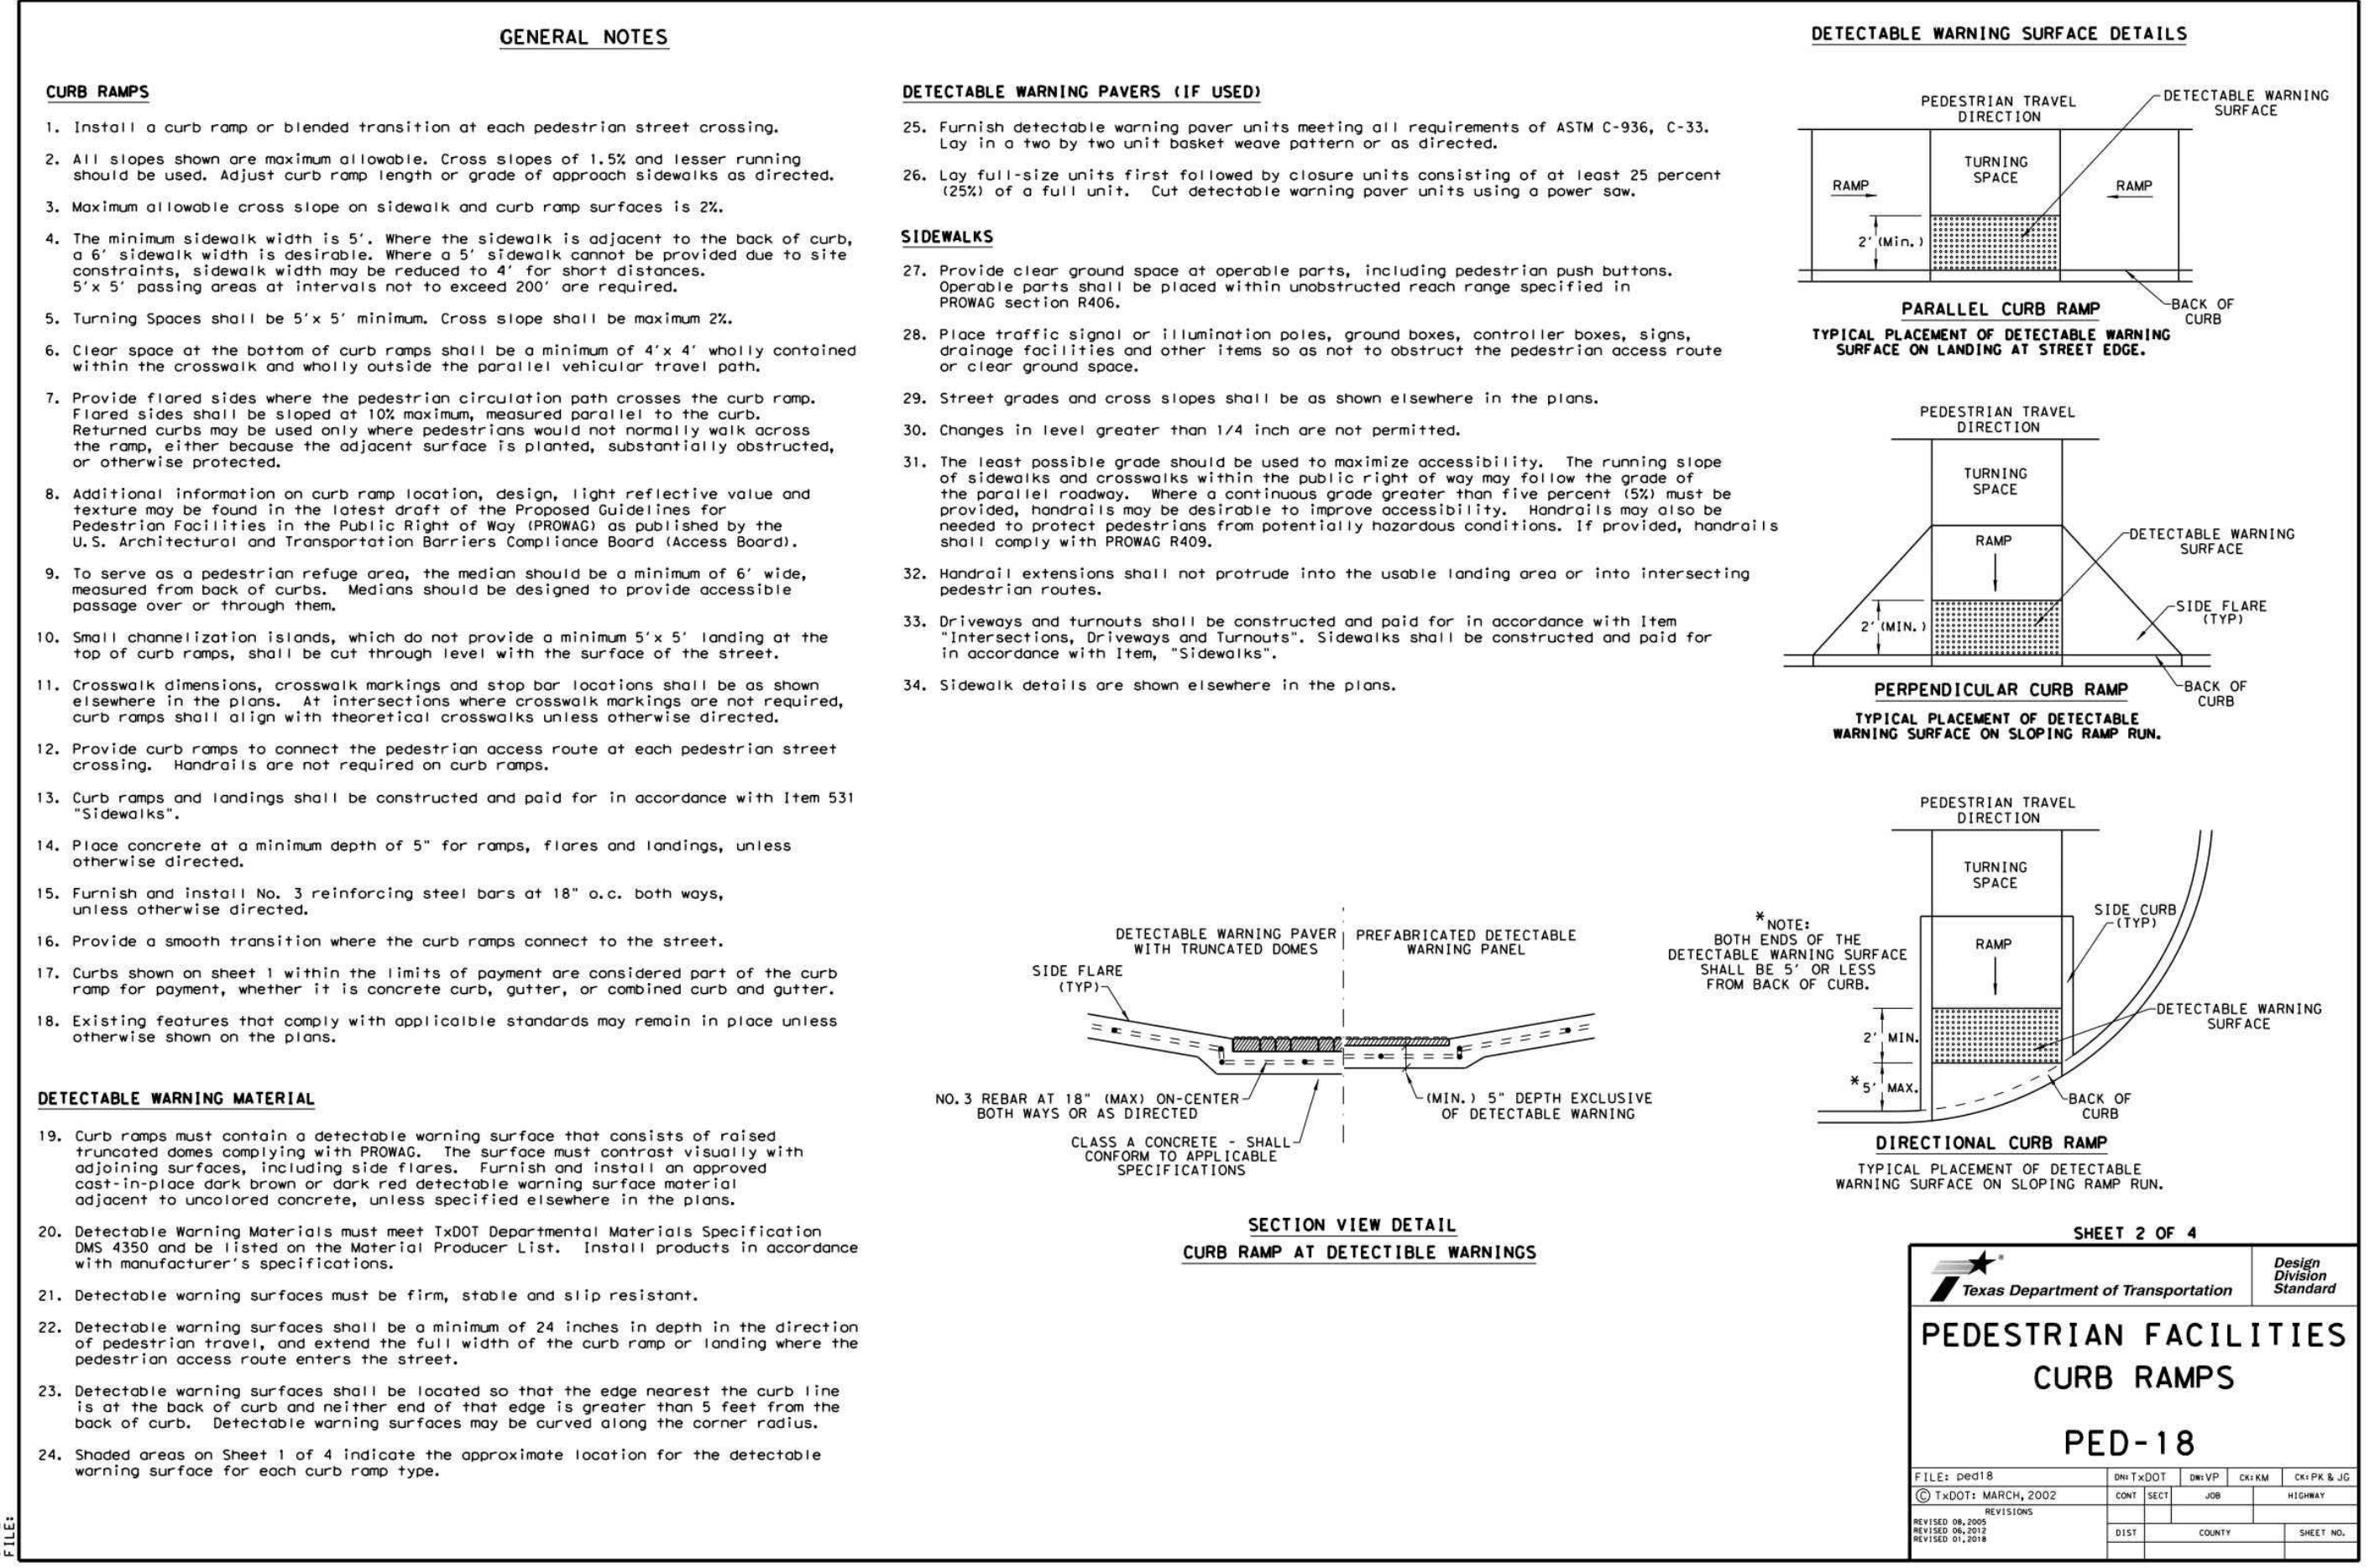 GENERAL NOTES
CURB RAMPS
1. Install a curb ramp or blended transition at each pedestrian street crossing.
2. All slopes shown are maximum allowable. Cross slopes of 1.5% and lesser running
should be used. Adjust curb ramp length or grade of approach sidewalks as directed.
3. Maximum allowable cross slope on sidewalk and curb ramp surfaces is 2%.
4. The minimum sidewalk width is 5'. Where the sidewalk is adjacent to the back of curb,
a 6' sidewalk width is desirable. Where a 5' sidewalk cannot be provided due to site
constraints, sidewalk width may be reduced to 4' for short distances.
5'x 5' passing areas at intervals not to exceed 200' are required.
5. Turning Spaces shall be 5'x 5' minimum. Cross slope shall be maximum 2%.
6. Clear space at the bottom of curb ramps shall be a minimum of 4'x 4' wholly contained
within the crosswalk and wholly outside the parallel vehicular travel path.
7. Provide flared sides where the pedestrian circulation path crosses the curb ramp.
Flared sides shall be sloped at 10% maximum, measured parallel to the curb.
Returned curbs may be used only where pedestrians would not normally walk across
the ramp, either because the adjacent surface is planted, substantially obstructed,
or otherwise protected.
8. Additional information on curb ramp location, design, light reflective value and
texture may be found in the latest draft of the Proposed Guidelines for
Pedestrian Facilities in the Public Right of Way (PROWAG) as published by the
U.S. Architectural and Transportation Barriers Compliance Board (Access Board).
9. To serve as a pedestrian refuge area, the median should be a minimum of 6' wide,
measured from back of curbs. Medians should be designed to provide accessible
passage over or through them.
10. Small channelization islands, which do not provide a minimum 5'x 5' landing at the
top of curb ramps, shall be cut through level with the surface of the street.
11. Crosswalk dimensions, crosswalk markings and stop bar locations shall be as shown
elsewhere in the plans. At intersections where crosswalk markings are not required,
curb ramps shall align with theoretical crosswalks unless otherwise directed.
12. Provide curb ramps to connect the pedestrian access route at each pedestrian street
crossing. Handrails are not required on curb ramps.
13. Curb ramps and landings shall be constructed and paid for in accordance with Item 531
"Sidewalks".
14. Place concrete at a minimum depth of 5" for ramps, flares and landings, unless
otherwise directed.
15. Furnish and install No. 3 reinforcing steel bars at 18" o.c. both ways,
unless otherwise directed.
16. Provide a smooth transition where the curb ramps connect to the street.
17. Curbs shown on sheet 1 within the limits of payment are considered part of the curb
ramp for payment, whether it is concrete curb, gutter, or combined curb and gutter.
18. Existing features that comply with applicalble standards may remain in place unless
otherwise shown on the plans.
DETECTABLE WARNING MATERIAL
19. Curb ramps must contain a detectable warning surface that consists of raised
truncated domes complying with PROWAG. The surface must contrast visually with
adjoining surfaces, including side flares. Furnish and install an approved
cast-in-place dark brown or dark red detectable warning surface material
adjacent to uncolored concrete, unless specified elsewhere in the plans.
20. Detectable Warning Materials must meet TxDOT Departmental Materials Specification
DMS 4350 and be listed on the Material Producer List. Install products in accordance
with manufacturer's specifications.
21. Detectable warning surfaces must be firm, stable and slip resistant.
22. Detectable warning surfaces shall be a minimum of 24 inches in depth in the direction
of pedestrian travel, and extend the full width of the curb ramp or landing where the
pedestrian access route enters the street.
23. Detectable warning surfaces shall be located so that the edge nearest the curb line
is at the back of curb and neither end of that edge is greater than 5 feet from the
back of curb. Detectable warning surfaces may be curved along the corner radius.
24. Shaded areas on Sheet 1 of 4 indicate the approximate location for the detectable
warning surface for each curb ramp type.
FILE:
DETECTABLE WARNING PAVERS (IF USED)
25. Furnish detectable warning paver units meeting all requirements of ASTM C-936, C-33.
Lay in a two by two unit basket weave pattern or as directed.
26. Lay full-size units first followed by closure units consisting of at least 25 percent
(25%) of a full unit. Cut detectable warning paver units using a power saw.
SIDEWALKS
27. Provide clear ground space at operable parts, including pedestrian push buttons.
Operable parts shall be placed within unobstructed reach range specified in
PROWAG section R406.
28. Place traffic signal or illumination poles, ground boxes, controller boxes, signs,
drainage facilities and other items so as not to obstruct the pedestrian access route
or clear ground space.
29. Street grades and cross slopes shall be as shown elsewhere in the plans.
30. Changes in level greater than 1/4 inch are not permitted.
31. The least possible grade should be used to maximize accessibility. The running slope
of sidewalks and crosswalks within the public right of way may follow the grade of
the parallel roadway. Where a continuous grade greater than five percent (5%) must be
provided, handrails may be desirable to improve accessibility. Handrails may also be
needed to protect pedestrians from potentially hazardous conditions. If provided, handrails
shall comply with PROWAG R409.
32. Handrail extensions shall not protrude into the usable landing area or into intersecting
pedestrian routes.
33. Driveways and turnouts shall be constructed and paid for in accordance with Item
"Intersections, Driveways and Turnouts". Sidewalks shall be constructed and paid for
in accordance with Item, "Sidewalks".
34. Sidewalk details are shown elsewhere in the plans.
DETECTABLE WARNING PAVER
WITH TRUNCATED DOMES
PREFABRICATED DETECTABLE
WARNING PANEL
SIDE FLARE
(TYP)
NO.3 REBAR AT 18" (MAX) ON-CENTER
BOTH WAYS OR AS DIRECTED
(MIN.) 5" DEPTH EXCLUSIVE
OF DETECTABLE WARNING
CLASS A CONCRETE - SHALL
CONFORM TO APPLICABLE
SPECIFICATIONS
SECTION VIEW DETAIL
CURB RAMP AT DETECTIBLE WARNINGS
DETECTABLE WARNING SURFACE DETAILS
PEDESTRIAN TRAVEL
DIRECTION
DETECTABLE WARNING
SURFACE
TURNING
SPACE
RAMP
RAMP
2' (Min.)
BACK OF
CURB
PARALLEL CURB RAMP
TYPICAL PLACEMENT OF DETECTABLE WARNING
SURFACE ON LANDING AT STREET EDGE.
PEDESTRIAN TRAVEL
DIRECTION
TURNING
SPACE
RAMP
DETECTABLE WARNING
SURFACE
SIDE FLARE
(TYP)
2' (MIN.)
BACK OF
CURB
PERPENDICULAR CURB RAMP
TYPICAL PLACEMENT OF DETECTABLE
WARNING SURFACE ON SLOPING RAMP RUN.
PEDESTRIAN TRAVEL
DIRECTION
TURNING
SPACE
SIDE CURB
(TYP)
*NOTE:
BOTH ENDS OF THE
DETECTABLE WARNING SURFACE
SHALL BE 5' OR LESS
FROM BACK OF CURB.
RAMP
DETECTABLE WARNING
SURFACE
2' MIN.
*5' MAX.
BACK OF
CURB
DIRECTIONAL CURB RAMP
TYPICAL PLACEMENT OF DETECTABLE
WARNING SURFACE ON SLOPING RAMP RUN.
SHEET 2 OF 4
Texas Department of Transportation
Design
Division
Standard
PEDESTRIAN FACILITIES
CURB RAMPS
PED-18
FILE: ped18
DN: TxDOT
DW: VP
CK: KM
CK: PK & JG
© TxDOT: MARCH, 2002
CONT
SECT
JOB
HIGHWAY
REVISIONS
REVISED 08,2005
REVISED 06,2012
REVISED 01,2018
DIST
COUNTY
SHEET NO.